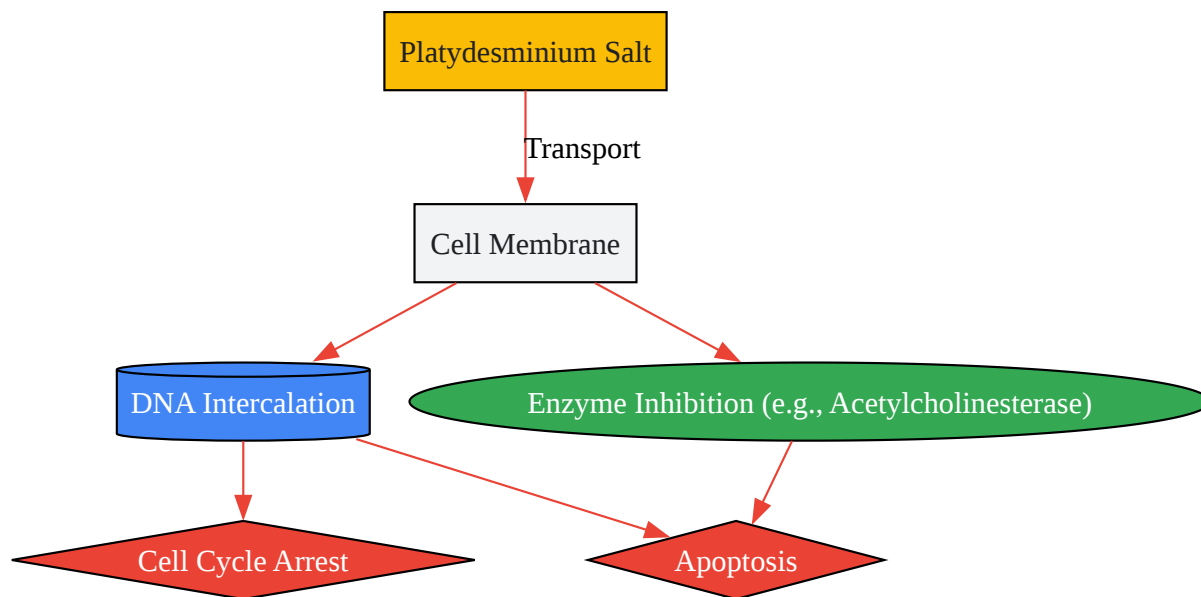 Platydesminium Salt
Transport
Cell Membrane
DNA Intercalation
Enzyme Inhibition (e.g., Acetylcholinesterase)
Cell Cycle Arrest
Apoptosis